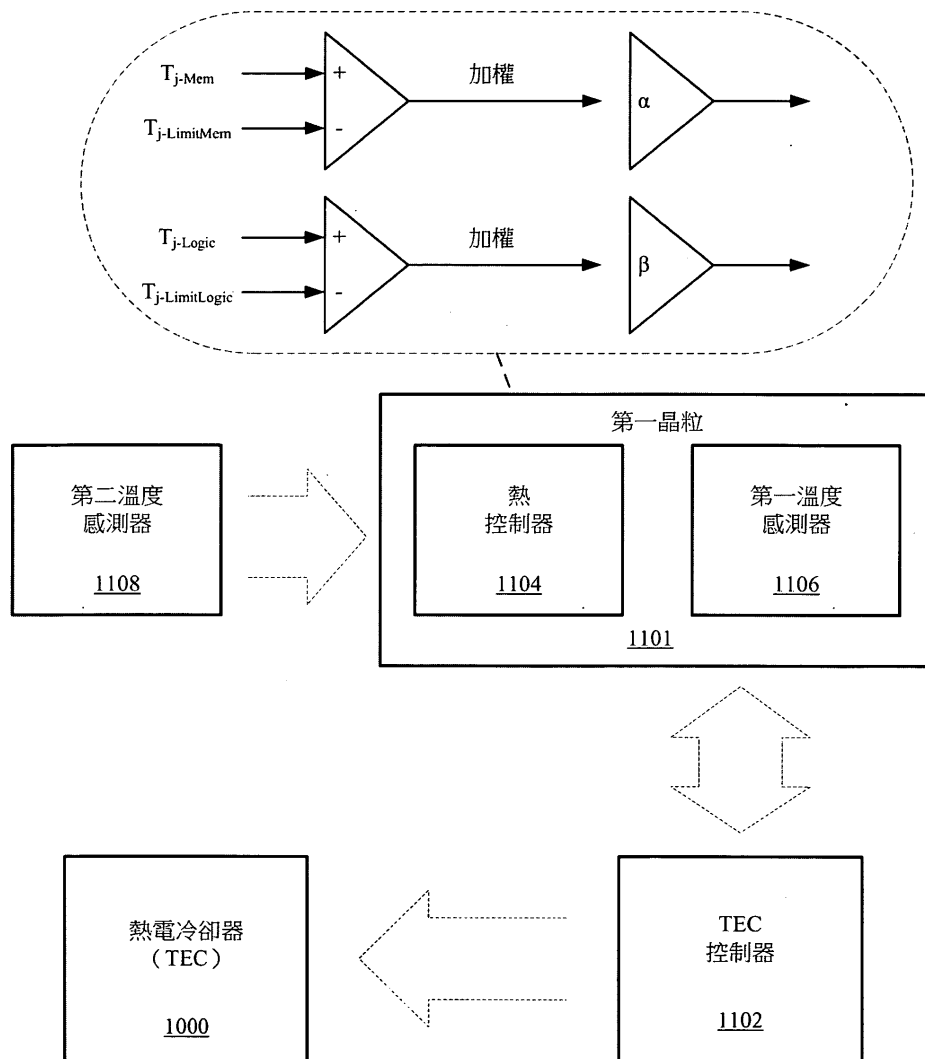 T_j-Mem
+
加權
α
T_j-LimitMem
-
T_j-Logic
+
加權
β
T_j-LimitLogic
-
第一晶粒
第二溫度
感測器
1108
熱
控制器
1104
第一溫度
感測器
1106
1101
熱電冷卻器
(TEC)
1000
TEC
控制器
1102